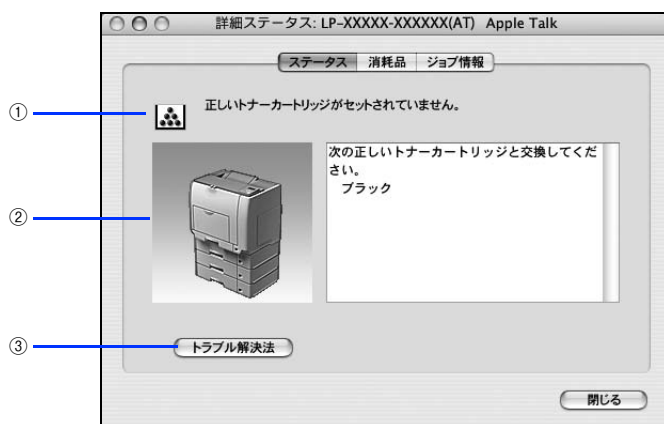 詳細ステータス: LP-XXXXX-XXXXXX(AT) Apple Talk
ステータス 消耗品 ジョブ情報
① 正しいトナーカートリッジがセットされていません。
② 次の正しいトナーカートリッジと交換してくだ
さい。
ブラック
③ トラブル解決法
閉じる